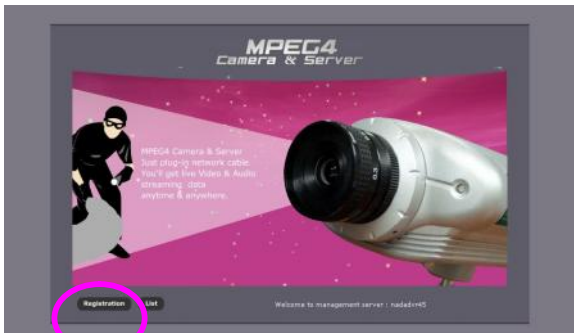 MPEG4
Camera & Server
MPEG4 Camera & Server
Just plug-in network cable.
You'll get live Video & Audio
streaming data
anytime & anywhere.
Registration
List
Welcome to management server : nadadvr45